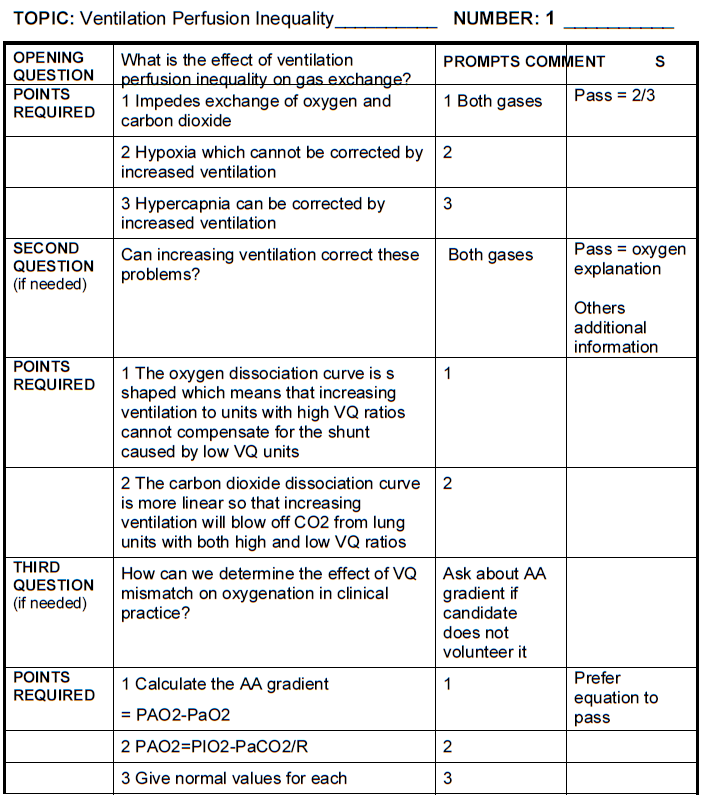 TOPIC: Ventilation Perfusion Inequality___________ NUMBER: 1 ___________
OPENING QUESTION
What is the effect of ventilation
perfusion inequality on gas exchange?
PROMPTS COMMENT S
POINTS
REQUIRED
1 Impedes exchange of oxygen and
carbon dioxide
1 Both gases
Pass = 2/3
2 Hypoxia which cannot be corrected by
increased ventilation
2
3 Hypercapnia can be corrected by
increased ventilation
3
SECOND
QUESTION
(if needed)
Can increasing ventilation correct these
problems?
Both gases
Pass = oxygen
explanation
Others
additional
information
POINTS
REQUIRED
1 The oxygen dissociation curve is s
shaped which means that increasing
ventilation to units with high VQ ratios
cannot compensate for the shunt
caused by low VQ units
1
2 The carbon dioxide dissociation curve
is more linear so that increasing
ventilation will blow off CO2 from lung
units with both high and low VQ ratios
2
THIRD
QUESTION
(if needed)
How can we determine the effect of VQ
mismatch on oxygenation in clinical
practice?
Ask about AA
gradient if
candidate
does not
volunteer it
POINTS
REQUIRED
1 Calculate the AA gradient
= PAO2-PaO2
1
Prefer
equation to
pass
2 PAO2=PIO2-PaCO2/R
2
3 Give normal values for each
3